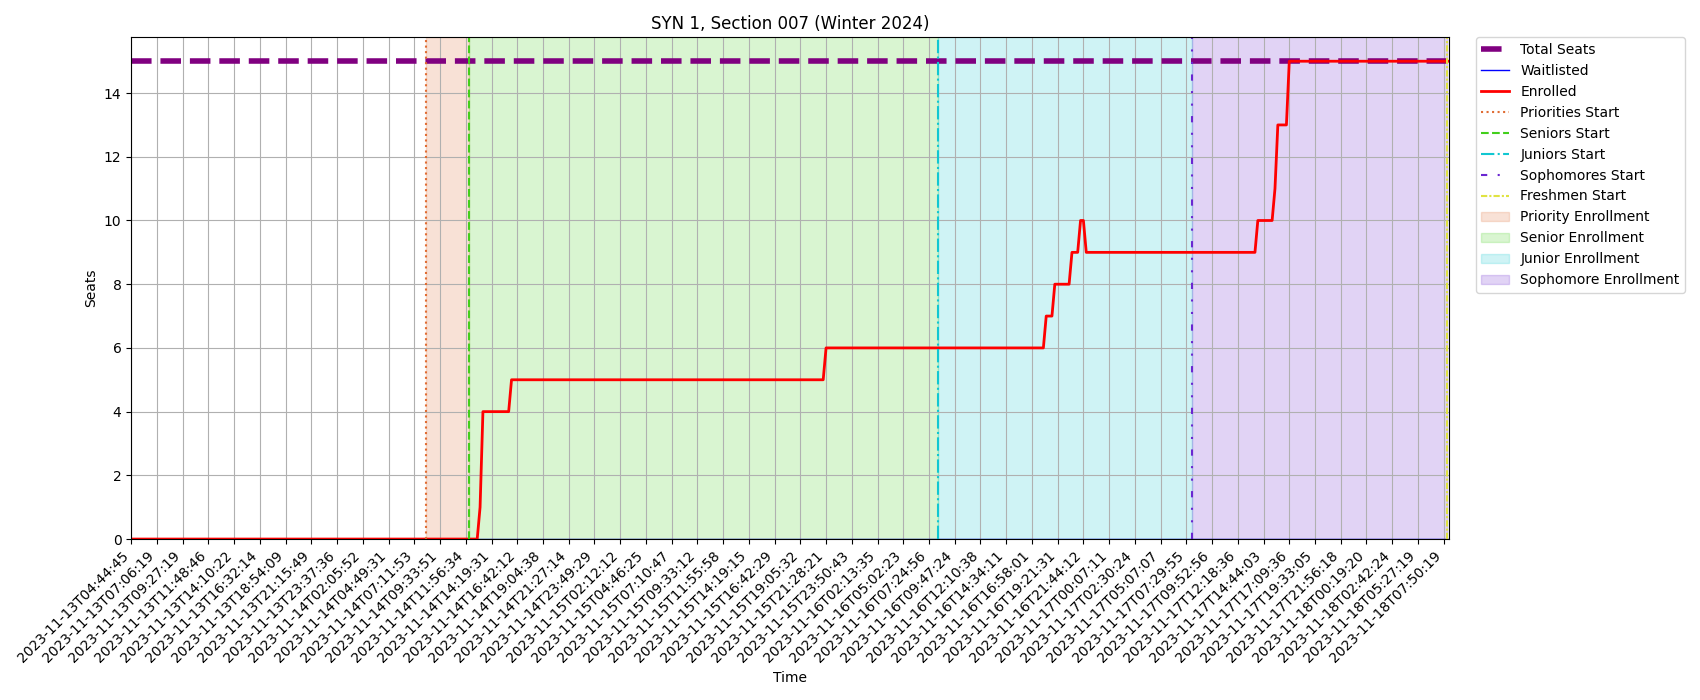 SYN 1, Section 007 (Winter 2024)
Total Seats
Waitlisted
Enrolled
Priorities Start
Seniors Start
Juniors Start
Sophomores Start
Freshmen Start
Priority Enrollment
Senior Enrollment
Junior Enrollment
Sophomore Enrollment
Seats
14
12
10
8
6
4
2
0
2023-11-13T04:44:45
2023-11-13T07:06:19
2023-11-13T09:27:19
2023-11-13T11:48:46
2023-11-13T14:10:22
2023-11-13T16:32:14
2023-11-13T18:54:09
2023-11-13T21:15:49
2023-11-13T23:37:36
2023-11-14T02:05:52
2023-11-14T04:49:31
2023-11-14T07:11:53
2023-11-14T09:33:51
2023-11-14T11:56:34
2023-11-14T14:19:31
2023-11-14T16:42:12
2023-11-14T19:04:38
2023-11-14T21:27:14
2023-11-14T23:49:29
2023-11-15T02:12:12
2023-11-15T04:46:25
2023-11-15T07:10:47
2023-11-15T09:33:12
2023-11-15T11:55:58
2023-11-15T14:19:15
2023-11-15T16:42:29
2023-11-15T19:05:32
2023-11-15T21:28:21
2023-11-15T23:50:43
2023-11-16T02:13:35
2023-11-16T05:02:23
2023-11-16T07:24:56
2023-11-16T09:47:24
2023-11-16T12:10:38
2023-11-16T14:34:11
2023-11-16T16:58:01
2023-11-16T19:21:31
2023-11-16T21:44:12
2023-11-17T00:07:11
2023-11-17T02:30:24
2023-11-17T05:07:07
2023-11-17T07:29:55
2023-11-17T09:52:56
2023-11-17T12:18:36
2023-11-17T14:44:03
2023-11-17T17:09:36
2023-11-17T19:33:05
2023-11-17T21:56:18
2023-11-18T00:19:20
2023-11-18T02:42:24
2023-11-18T05:27:19
2023-11-18T07:50:19
Time